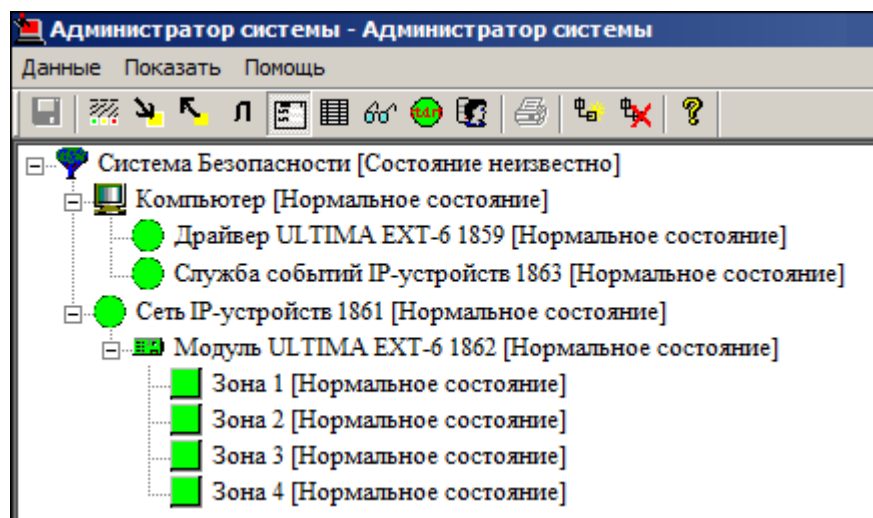 Администратор системы - Администратор системы
Данные Показать Помощь
Л
Система Безопасности [Состояние неизвестно]
Компьютер [Нормальное состояние]
Драйвер ULTIMA EXT-6 1859 [Нормальное состояние]
Служба событий IP-устройств 1863 [Нормальное состояние]
Сеть IP-устройств 1861 [Нормальное состояние]
Модуль ULTIMA EXT-6 1862 [Нормальное состояние]
Зона 1 [Нормальное состояние]
Зона 2 [Нормальное состояние]
Зона 3 [Нормальное состояние]
Зона 4 [Нормальное состояние]